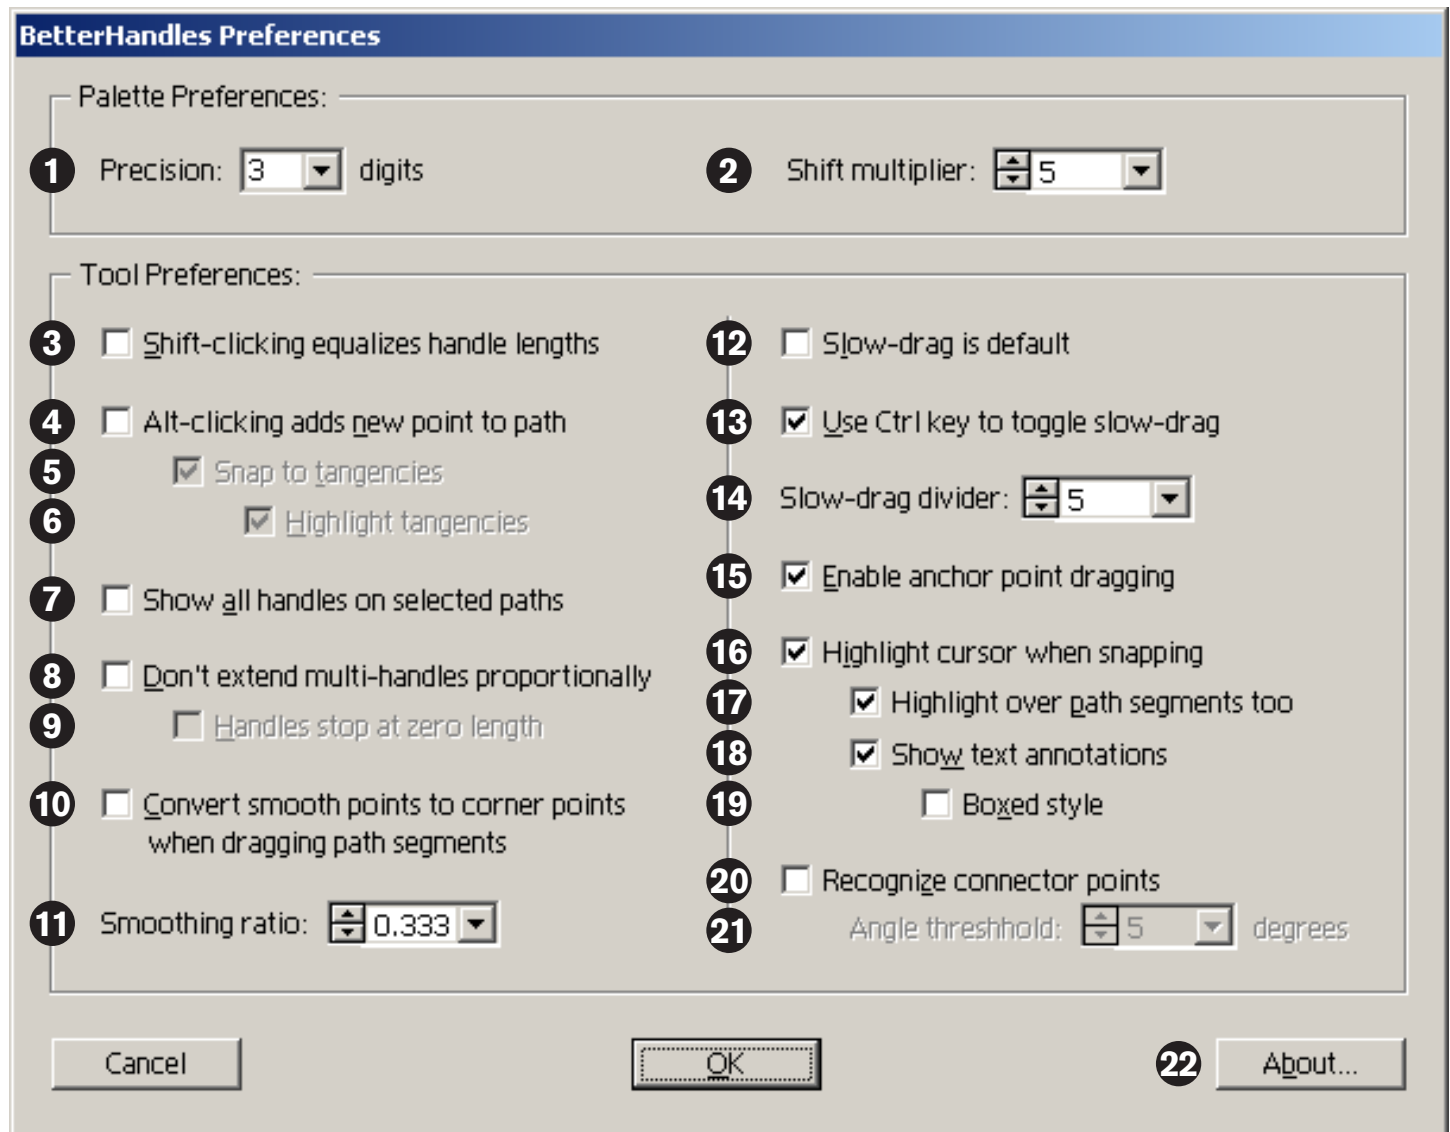 BetterHandles Preferences
Palette Preferences:
1 Precision: 3 digits
2 Shift multiplier: 5
Tool Preferences:
3 Shift-clicking equalizes handle lengths
4 Alt-clicking adds new point to path
5 Snap to tangencies
6 Highlight tangencies
7 Show all handles on selected paths
8 Don't extend multi-handles proportionally
9 Handles stop at zero length
10 Convert smooth points to corner points
when dragging path segments
11 Smoothing ratio: 0.333
12 Slow-drag is default
13 Use Ctrl key to toggle slow-drag
14 Slow-drag divider: 5
15 Enable anchor point dragging
16 Highlight cursor when snapping
17 Highlight over path segments too
18 Show text annotations
19 Boxed style
20 Recognize connector points
21 Angle threshhold: 5 degrees
Cancel
OK
22 About...